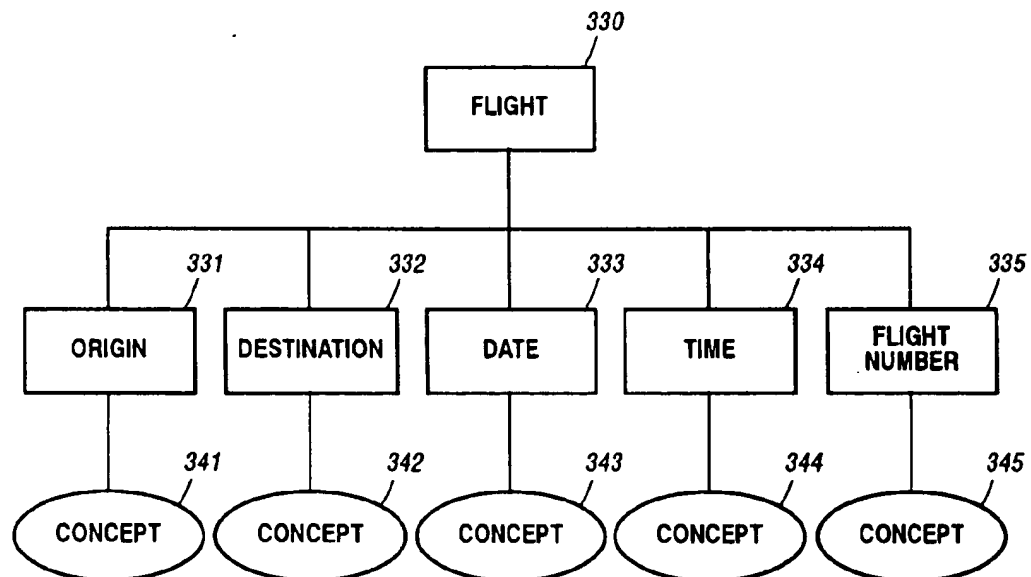 330
FLIGHT
331
332
333
334
335
ORIGIN
DESTINATION
DATE
TIME
FLIGHT
NUMBER
341
342
343
344
345
CONCEPT
CONCEPT
CONCEPT
CONCEPT
CONCEPT